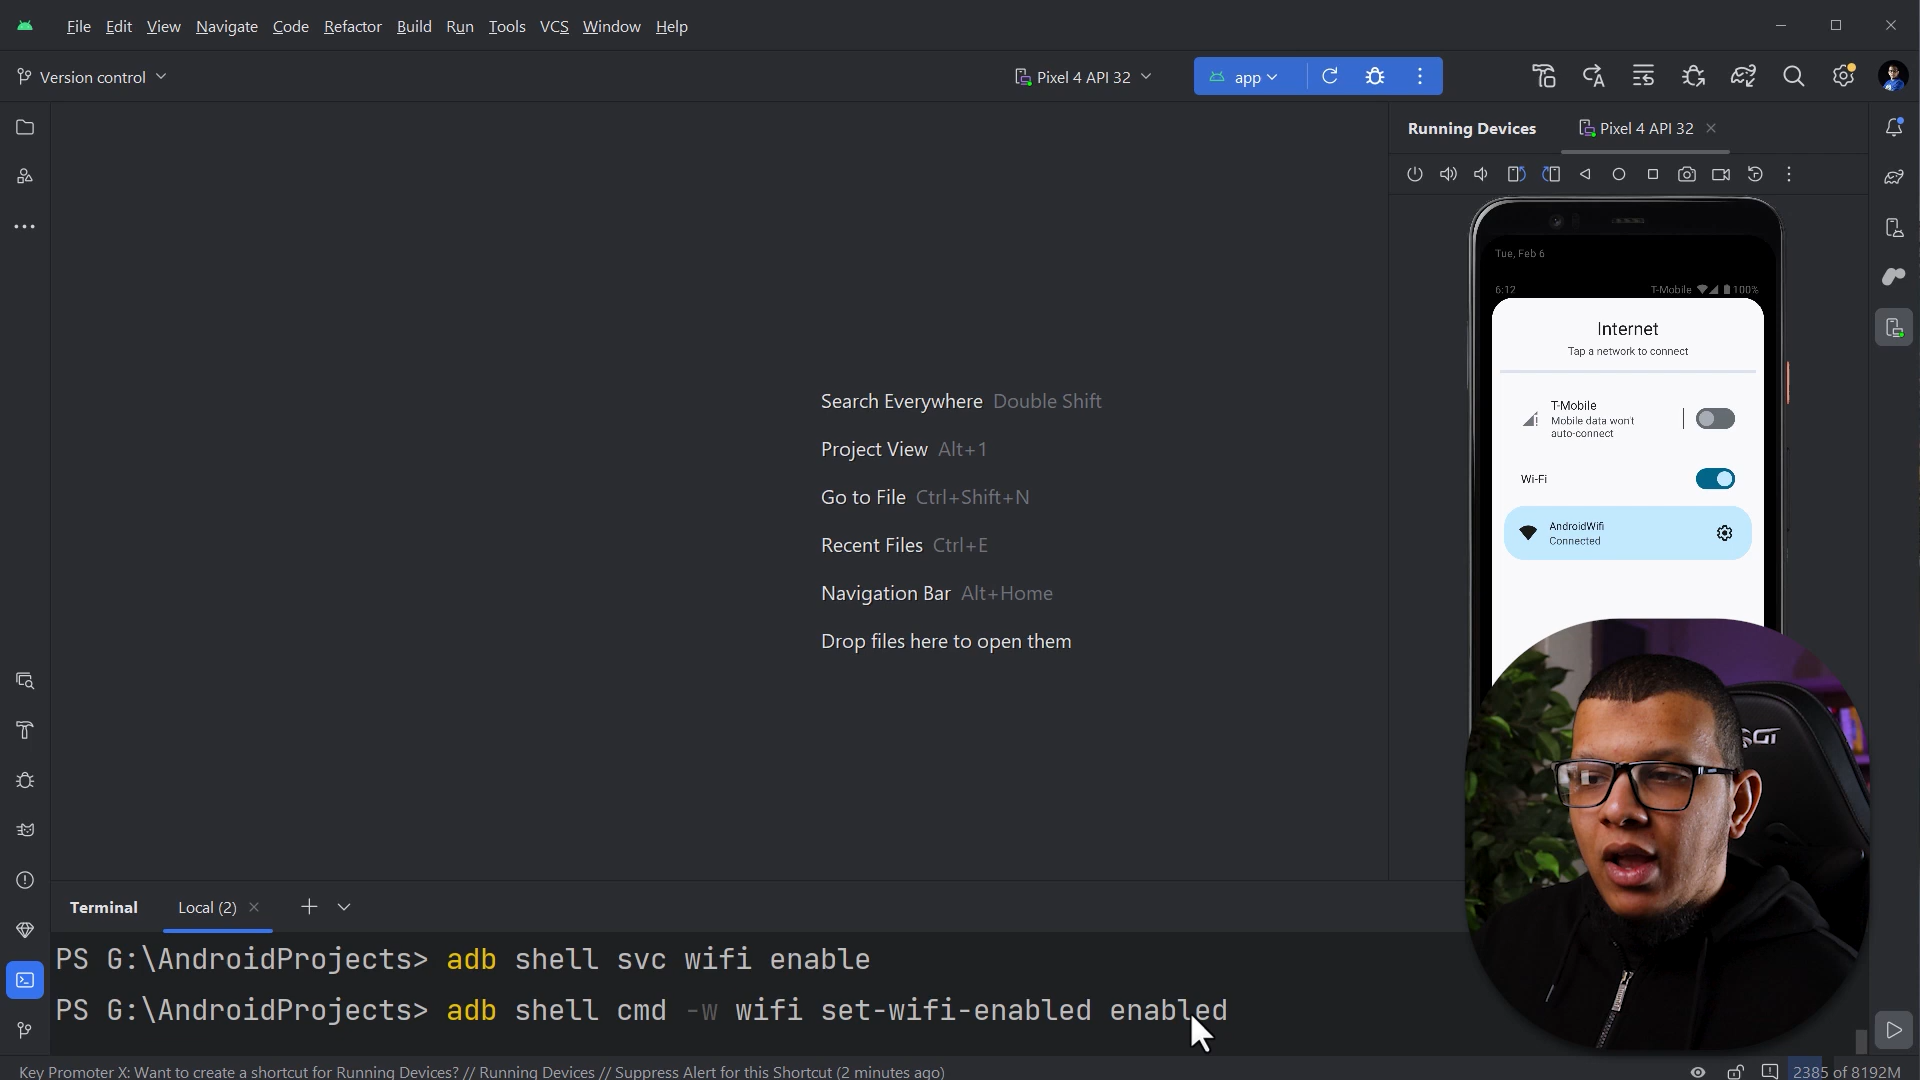 File Edit View Navigate Code Refactor Build Run Tools VCS Window Help
Version control
Pixel 4 API 32
app
Running Devices
Pixel 4 API 32
Tue, Feb 6
6:12
T-Mobile
100%
Internet
Tap a network to connect
T-Mobile
Mobile data won't
auto-connect
Wi-Fi
AndroidWifi
Connected
Search Everywhere Double Shift
Project View Alt+1
Go to File Ctrl+Shift+N
Recent Files Ctrl+E
Navigation Bar Alt+Home
Drop files here to open them
Terminal
Local (2)
PS G:\AndroidProjects> adb shell svc wifi enable
PS G:\AndroidProjects> adb shell cmd -w wifi set-wifi-enabled enabled
Key Promoter X: Want to create a shortcut for Running Devices? // Running Devices // Suppress Alert for this Shortcut (2 minutes ago)
2385 of 8192M